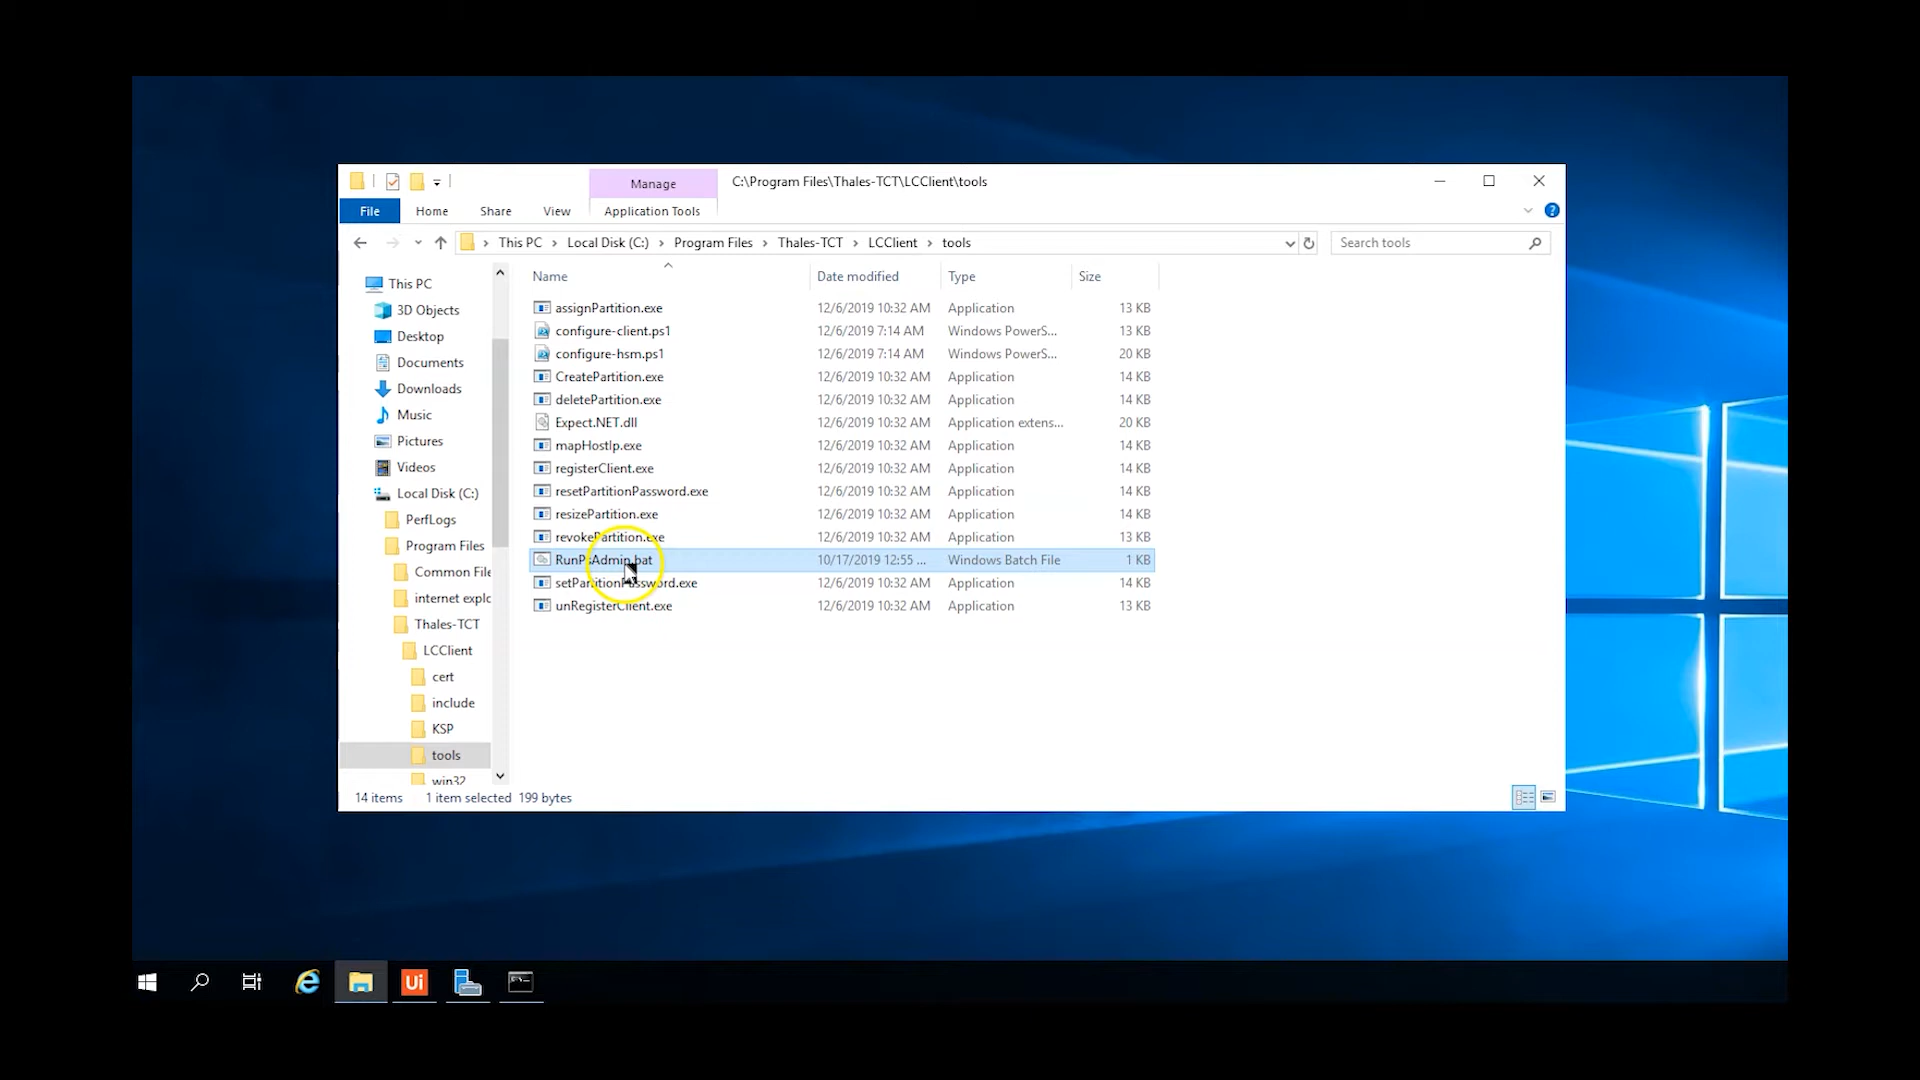 Manage
C:\Program Files\Thales-TCT\LCClient\tools
File Home Share View Application Tools
This PC Local Disk (C:) Program Files Thales-TCT LCClient tools
Search tools
Name Date modified Type Size
This PC
3D Objects
Desktop
Documents
Downloads
Music
Pictures
Videos
Local Disk (C:)
PerfLogs
Program Files
Common File
internet explo
Thales-TCT
LCClient
cert
include
KSP
tools
win32
assignPartition.exe 12/6/2019 10:32 AM Application 13 KB
configure-client.ps1 12/6/2019 7:14 AM Windows PowerS... 13 KB
configure-hsm.ps1 12/6/2019 7:14 AM Windows PowerS... 20 KB
CreatePartition.exe 12/6/2019 10:32 AM Application 14 KB
deletePartition.exe 12/6/2019 10:32 AM Application 14 KB
Expect.NET.dll 12/6/2019 10:32 AM Application extens... 20 KB
mapHostIp.exe 12/6/2019 10:32 AM Application 14 KB
registerClient.exe 12/6/2019 10:32 AM Application 14 KB
resetPartitionPassword.exe 12/6/2019 10:32 AM Application 14 KB
resizePartition.exe 12/6/2019 10:32 AM Application 14 KB
revokePartition.exe 12/6/2019 10:32 AM Application 13 KB
RunPsAdmin.bat 10/17/2019 12:55 ... Windows Batch File 1 KB
setPartitionPassword.exe 12/6/2019 10:32 AM Application 14 KB
unRegisterClient.exe 12/6/2019 10:32 AM Application 13 KB
14 items 1 item selected 199 bytes
Ui